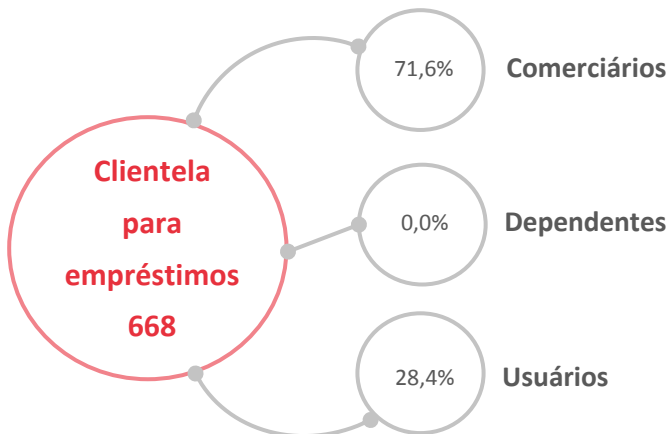 Clientela
para
empréstimos
668
71,6%
Comerciários
0,0%
Dependentes
28,4%
Usuários